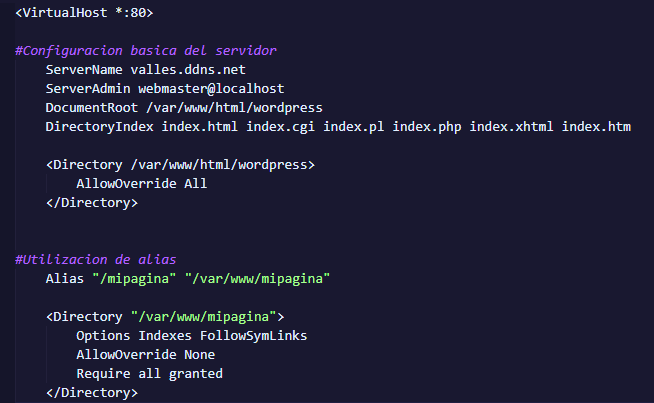 <VirtualHost *:80>
#Configuracion basica del servidor
ServerName valles.ddns.net
ServerAdmin webmaster@localhost
DocumentRoot /var/www/html/wordpress
DirectoryIndex index.html index.cgi index.pl index.php index.xhtml index.htm
<Directory /var/www/html/wordpress>
AllowOverride All
</Directory>
#Utilizacion de alias
Alias "/mipagina" "/var/www/mipagina"
<Directory "/var/www/mipagina">
Options Indexes FollowSymLinks
AllowOverride None
Require all granted
</Directory>